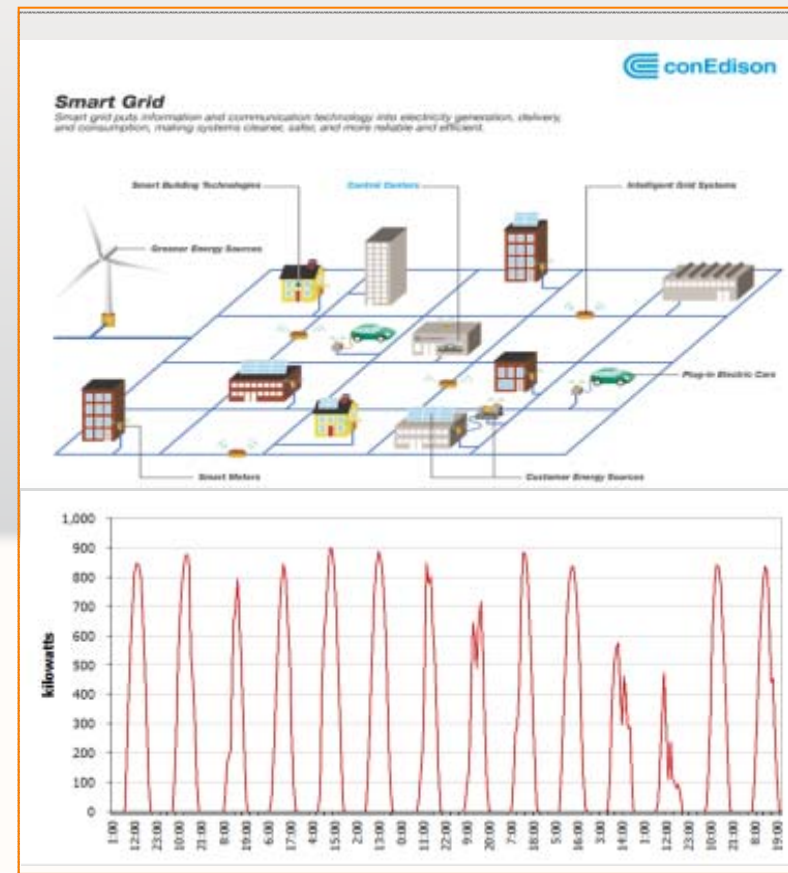 conEdison
Smart Grid
Smart grid puts information and communication technology into electricity generation, delivery,
and consumption, making systems cleaner, safer, and more reliable and efficient.
Smart Building Technologies
Control Centers
Intelligent Grid Systems
Greener Energy Sources
Plug-in Electric Cars
Smart Meters
Customer Energy Sources
1,000
900
800
700
600
500
400
300
200
100
0
kilowatts
1:00 12:00 23:00 10:00 21:00 8:00 19:00 6:00 17:00 4:00 15:00 2:00 13:00 0:00 11:00 22:00 9:00 20:00 7:00 18:00 5:00 16:00 3:00 14:00 1:00 12:00 23:00 10:00 21:00 8:00 19:00